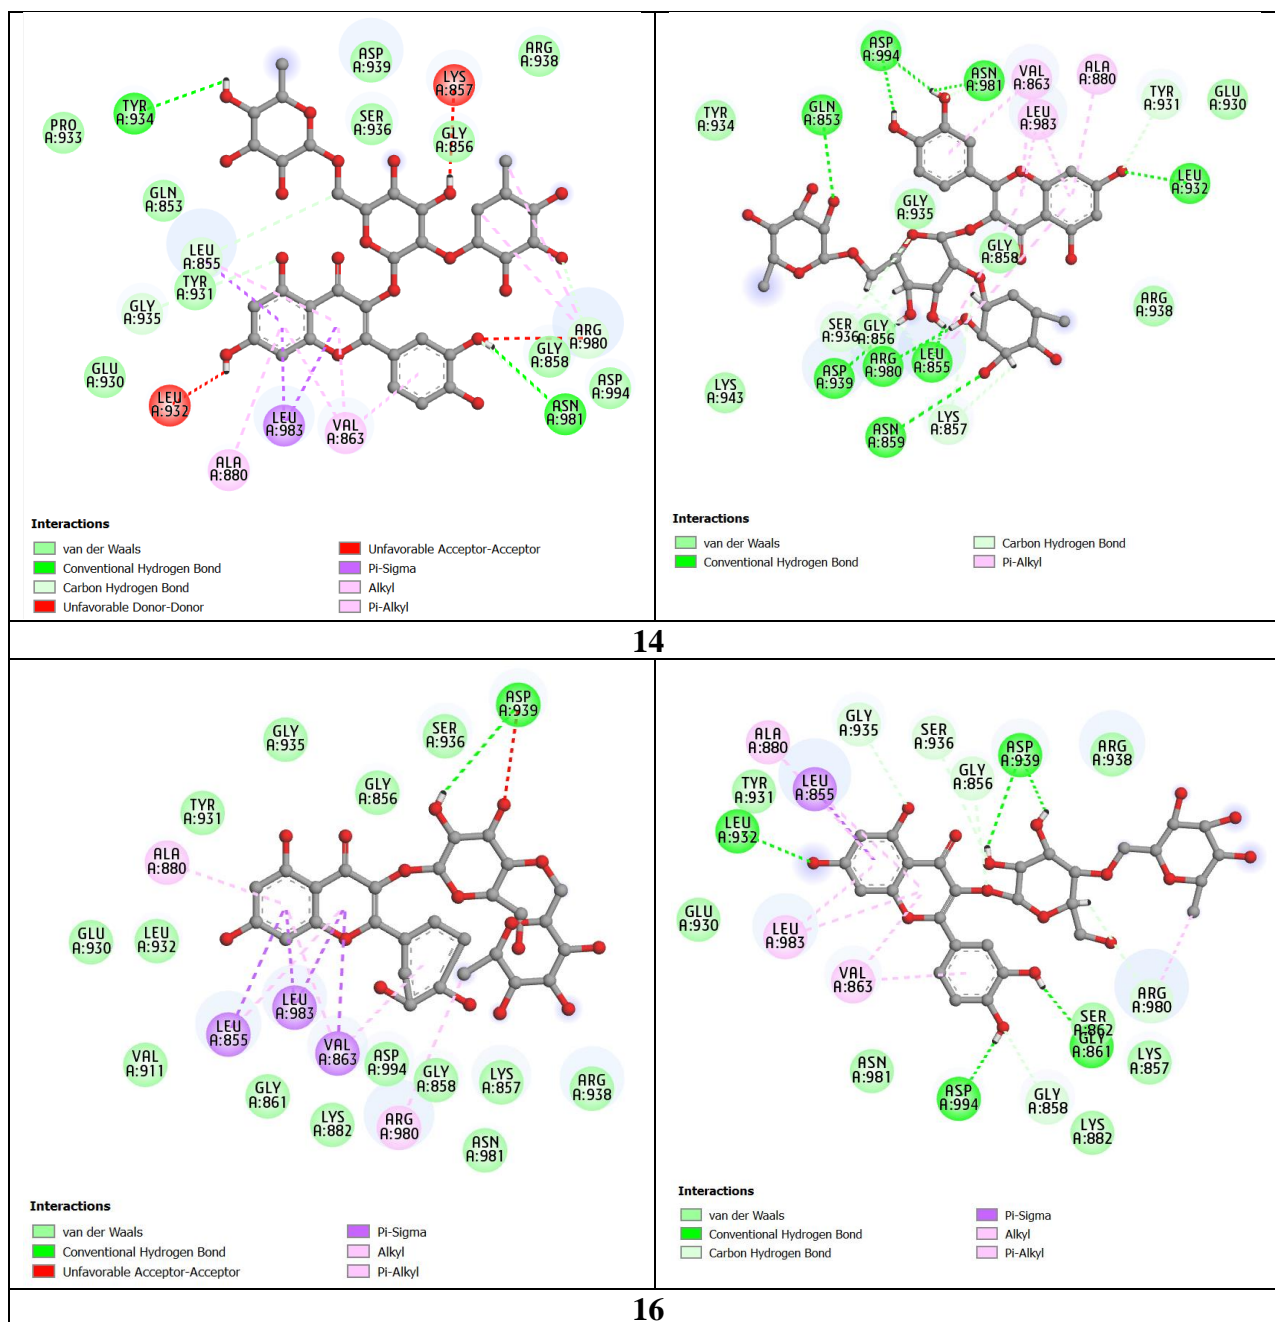 ASP
A:939
ARG
A:938
LYS
A:857
TYR
A:934
PRO
A:933
SER
A:936
GLY
A:856
GLN
A:853
LEU
A:855
TYR
A:931
GLY
A:935
GLU
A:930
LEU
A:932
LEU
A:983
VAL
A:863
ALA
A:880
ARG
A:980
GLY
A:858
ASP
A:994
ASN
A:981
Interactions
van der Waals
Conventional Hydrogen Bond
Carbon Hydrogen Bond
Unfavorable Donor-Donor
Unfavorable Acceptor-Acceptor
Pi-Sigma
Alkyl
Pi-Alkyl
ASP
A:994
ASN
A:981
VAL
A:863
ALA
A:880
TYR
A:931
GLU
A:930
TYR
A:934
GLN
A:853
LEU
A:983
LEU
A:932
GLY
A:935
GLY
A:858
ARG
A:938
SER
A:936
GLY
A:856
ASP
A:939
ARG
A:980
LEU
A:855
LYS
A:943
ASN
A:859
LYS
A:857
Interactions
van der Waals
Conventional Hydrogen Bond
Carbon Hydrogen Bond
Pi-Alkyl
14
ASP
A:939
SER
A:936
GLY
A:935
GLY
A:856
TYR
A:931
ALA
A:880
GLU
A:930
LEU
A:932
LEU
A:983
LEU
A:855
VAL
A:863
VAL
A:911
GLY
A:861
LYS
A:882
ASP
A:994
GLY
A:858
LYS
A:857
ARG
A:938
ARG
A:980
ASN
A:981
Interactions
van der Waals
Conventional Hydrogen Bond
Unfavorable Acceptor-Acceptor
Pi-Sigma
Alkyl
Pi-Alkyl
GLY
A:935
SER
A:936
ASP
A:939
ARG
A:938
ALA
A:880
GLY
A:856
LEU
A:855
TYR
A:931
LEU
A:932
GLU
A:930
LEU
A:983
VAL
A:863
ARG
A:980
SER
A:862
GLY
A:861
LYS
A:857
ASN
A:981
ASP
A:994
GLY
A:858
LYS
A:882
Interactions
van der Waals
Conventional Hydrogen Bond
Carbon Hydrogen Bond
Pi-Sigma
Alkyl
Pi-Alkyl
16